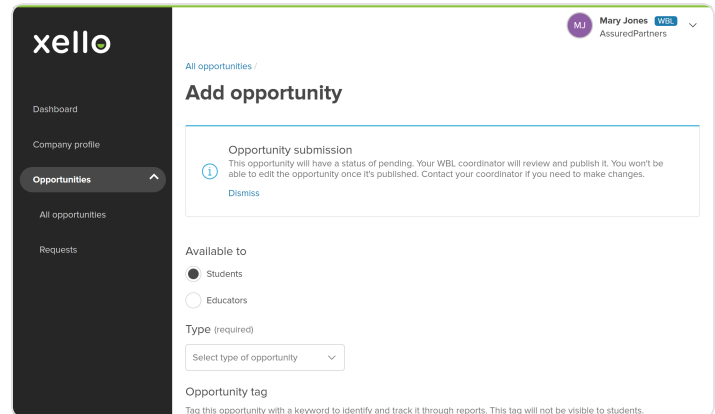 xello
MJ
Mary Jones WBL
AssuredPartners
Dashboard
Company profile
Opportunities
All opportunities
Requests
All opportunities /
Add opportunity
Opportunity submission
This opportunity will have a status of pending. Your WBL coordinator will review and publish it. You won't be
able to edit the opportunity once it's published. Contact your coordinator if you need to make changes.
Dismiss
Available to
Students
Educators
Type (required)
Select type of opportunity
Opportunity tag
Tag this opportunity with a keyword to identify and track it through reports. This tag will not be visible to students.